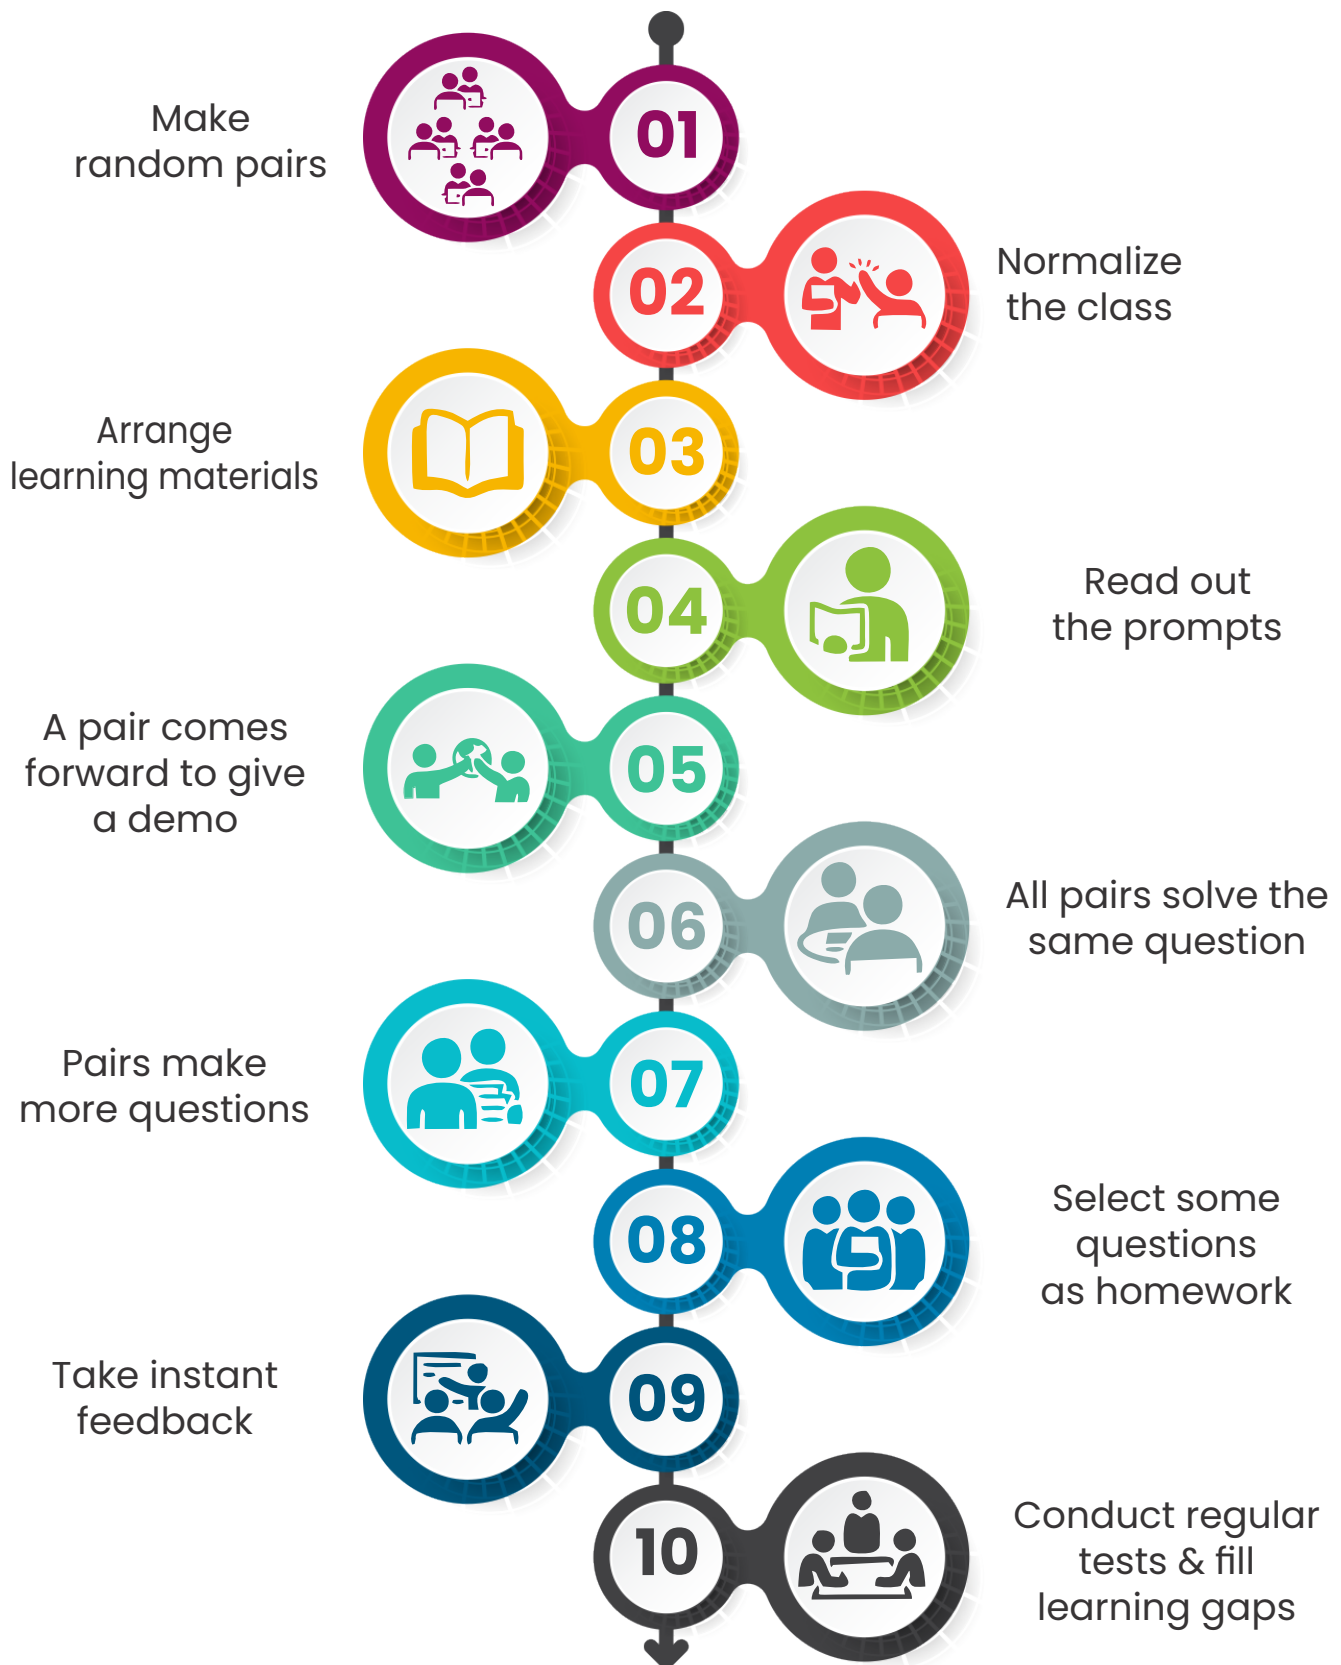 Make
random pairs
01
02
Normalize
the class
Arrange
learning materials
03
04
Read out
the prompts
A pair comes
forward to give
a demo
05
06
All pairs solve the
same question
Pairs make
more questions
07
08
Select some
questions
as homework
Take instant
feedback
09
10
Conduct regular
tests & fill
learning gaps